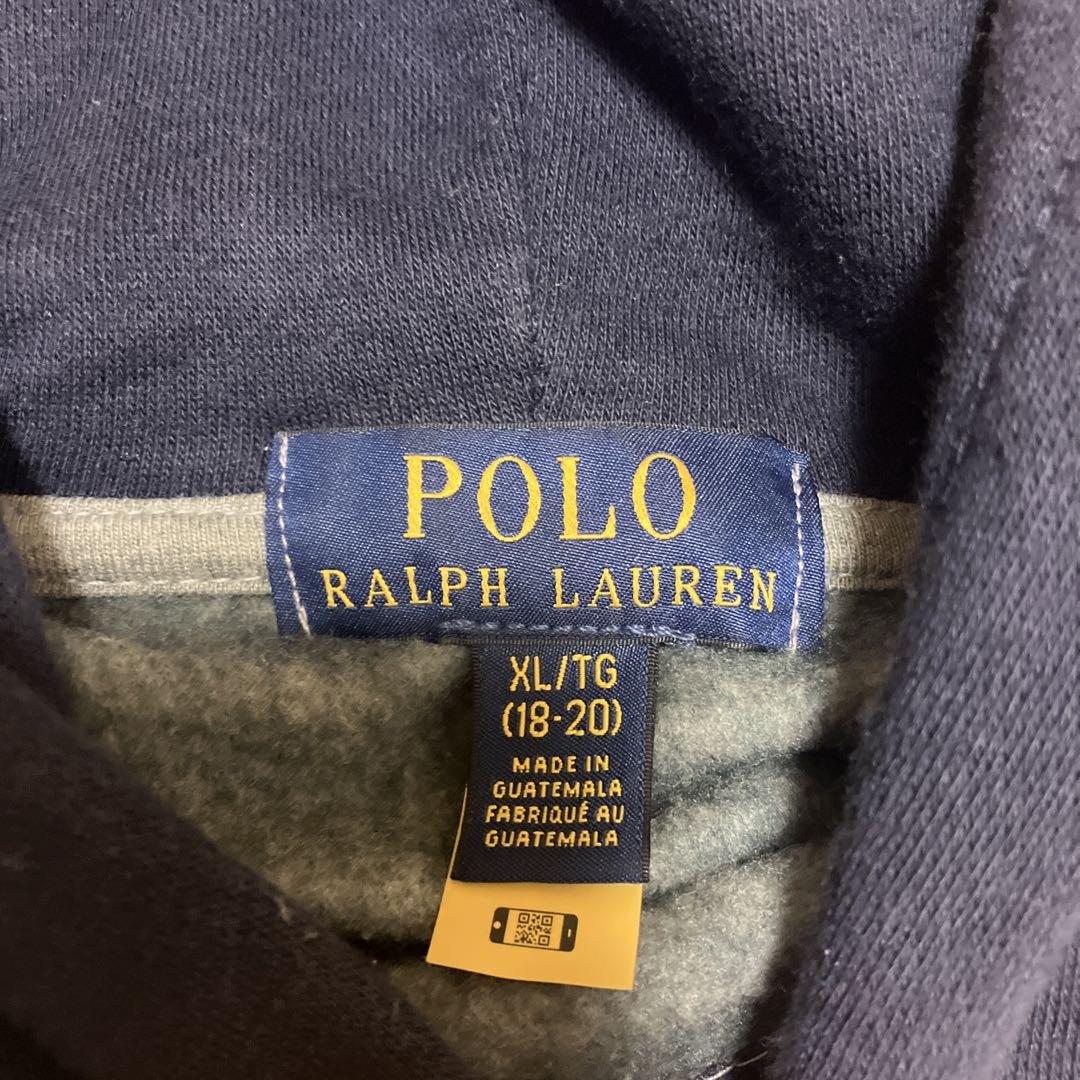 POLO
RALPH LAUREN
XL/TG
(18-20)
MADE IN
GUATEMALA
FABRIQUÉ AU
GUATEMALA